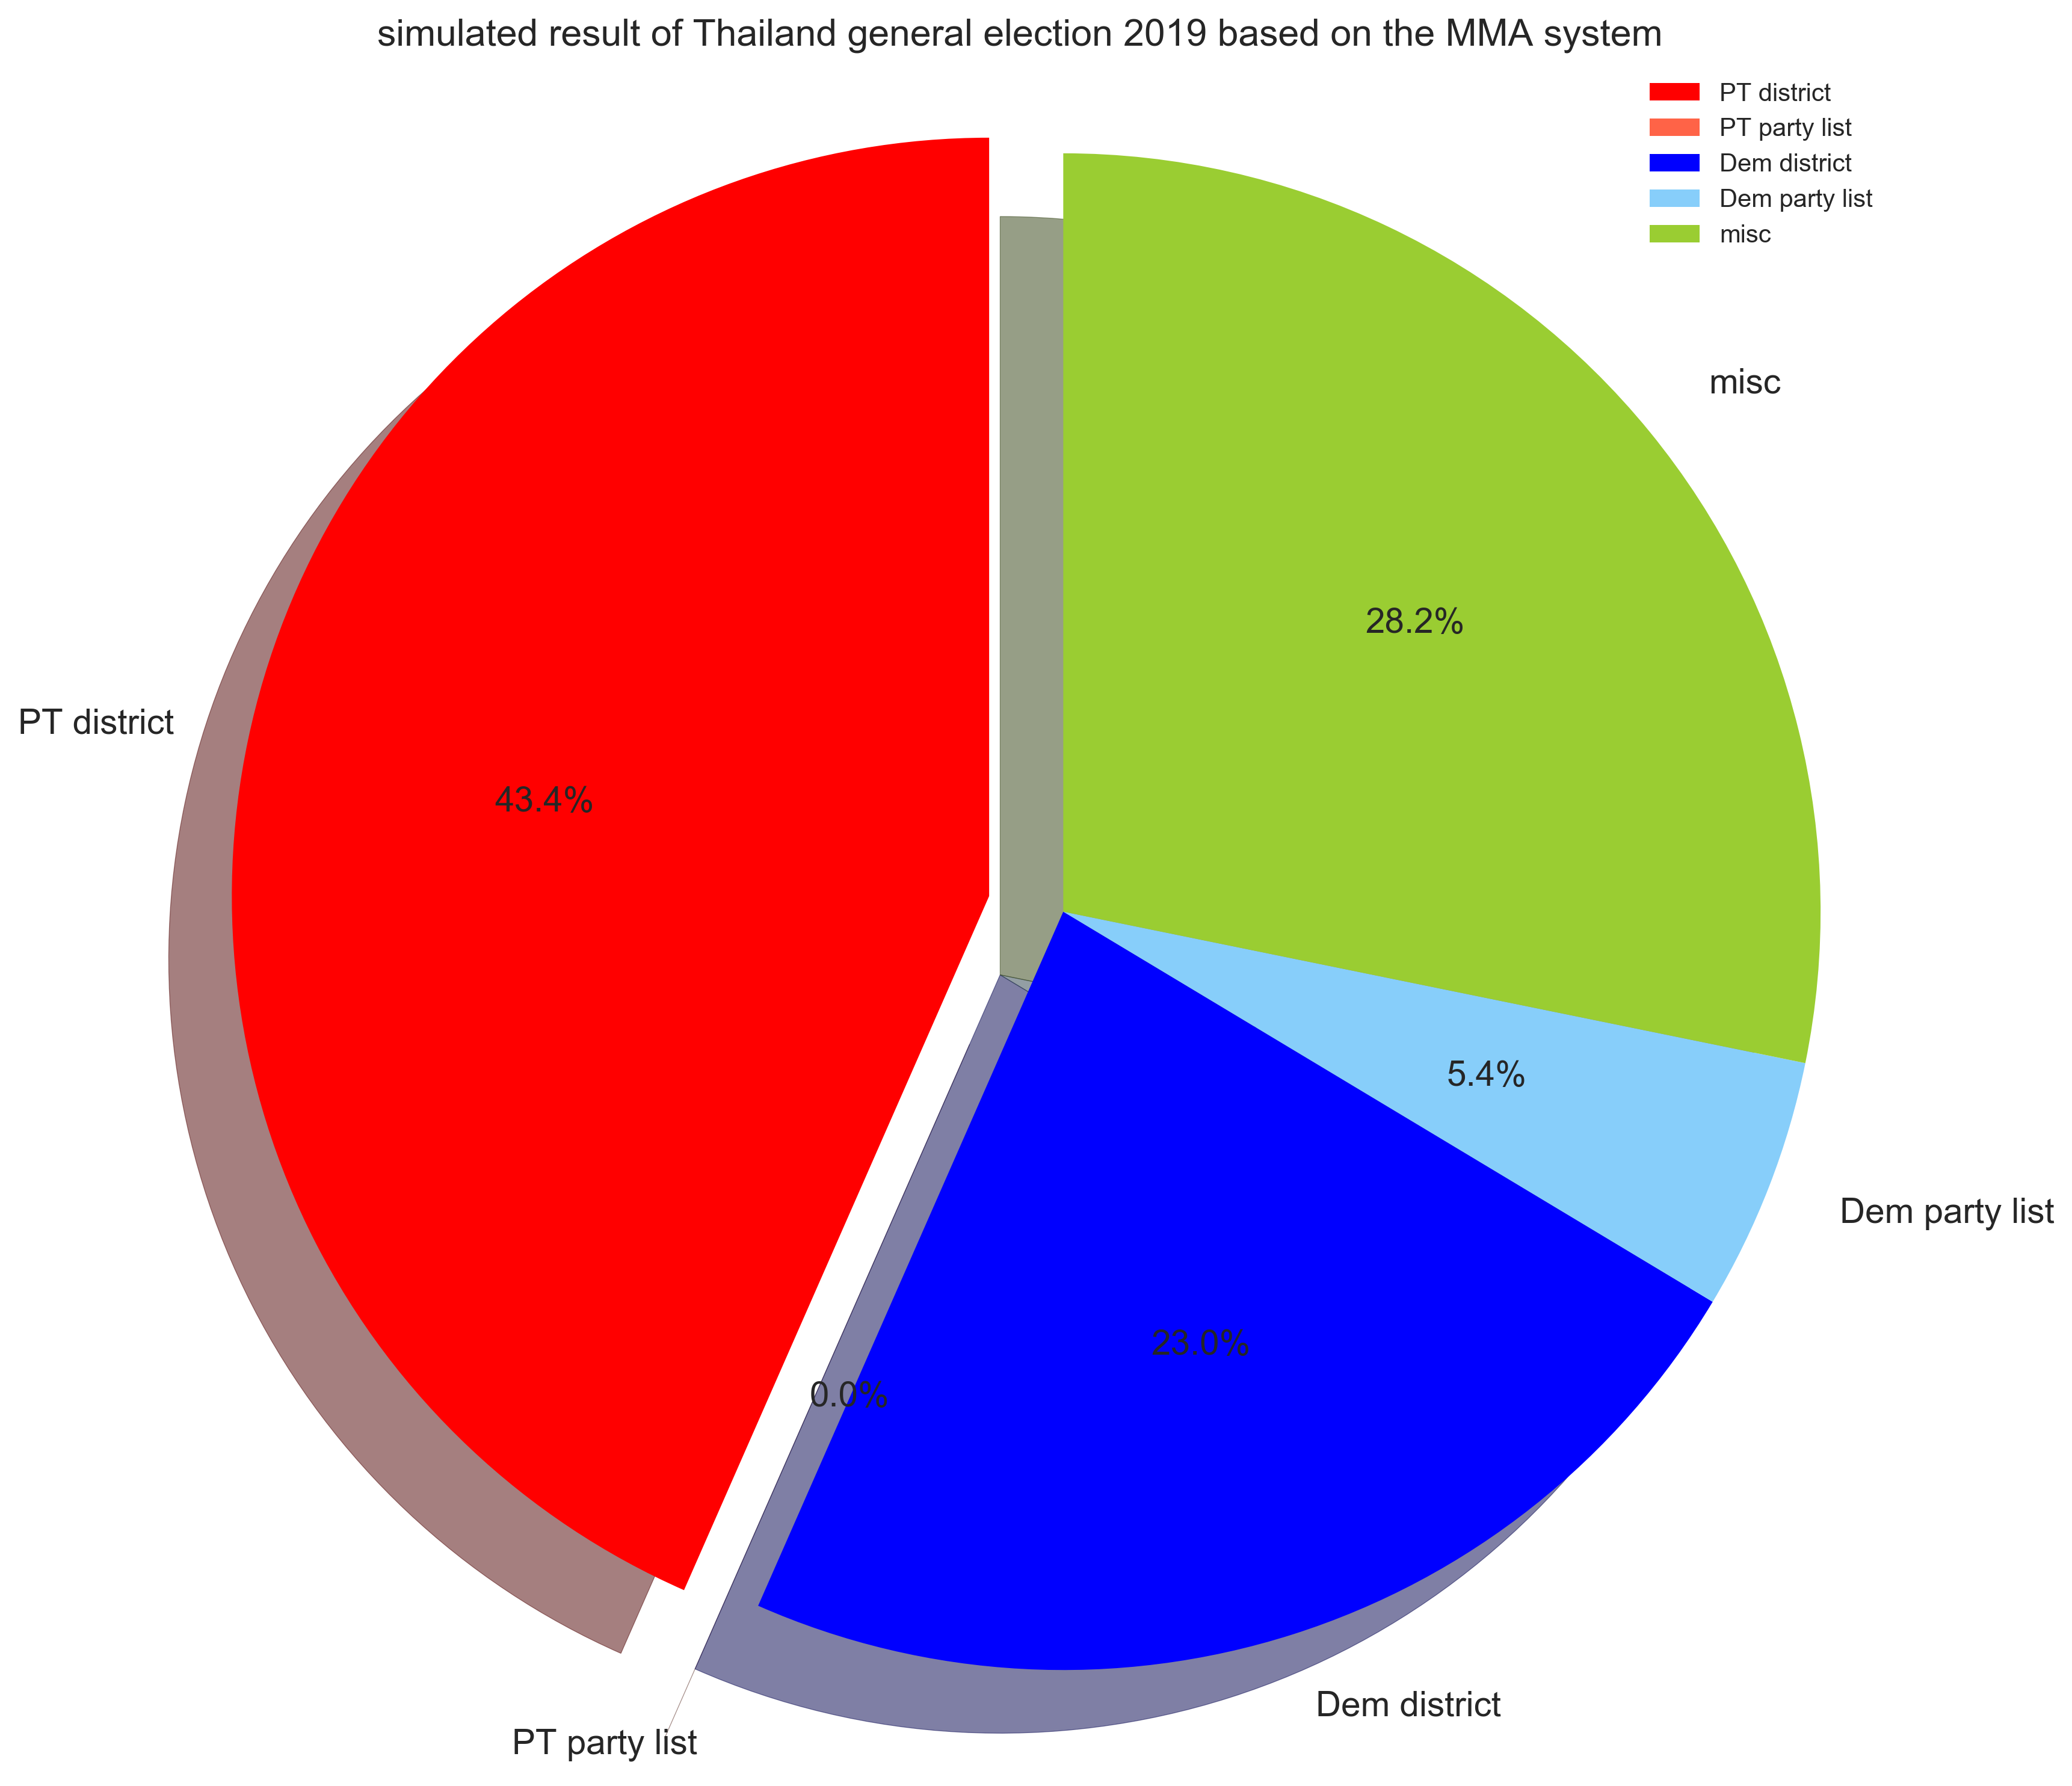 simulated result of Thailand general election 2019 based on the MMA system
PT district
PT party list
Dem district
Dem party list
misc
misc
28.2%
PT district
43.4%
5.4%
Dem party list
23.0%
0.0%
Dem district
PT party list